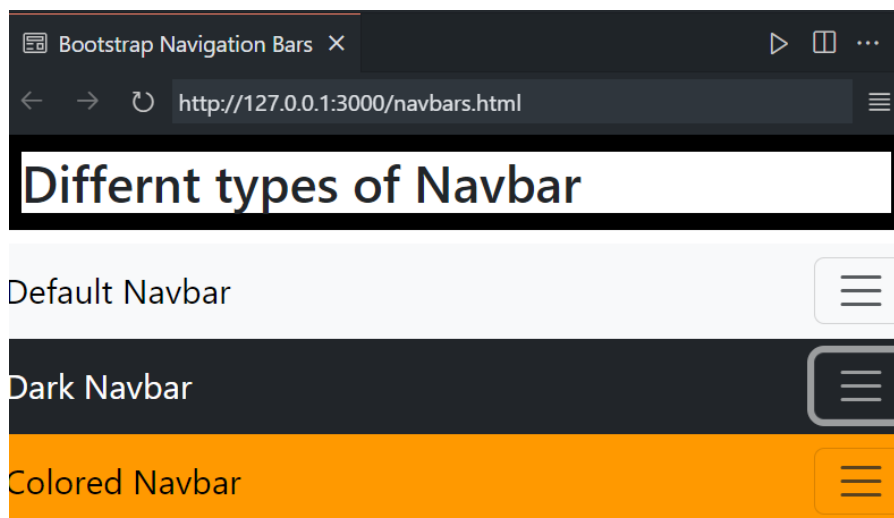 Bootstrap Navigation Bars
http://127.0.0.1:3000/navbars.html
Differnt types of Navbar
Default Navbar
Dark Navbar
Colored Navbar